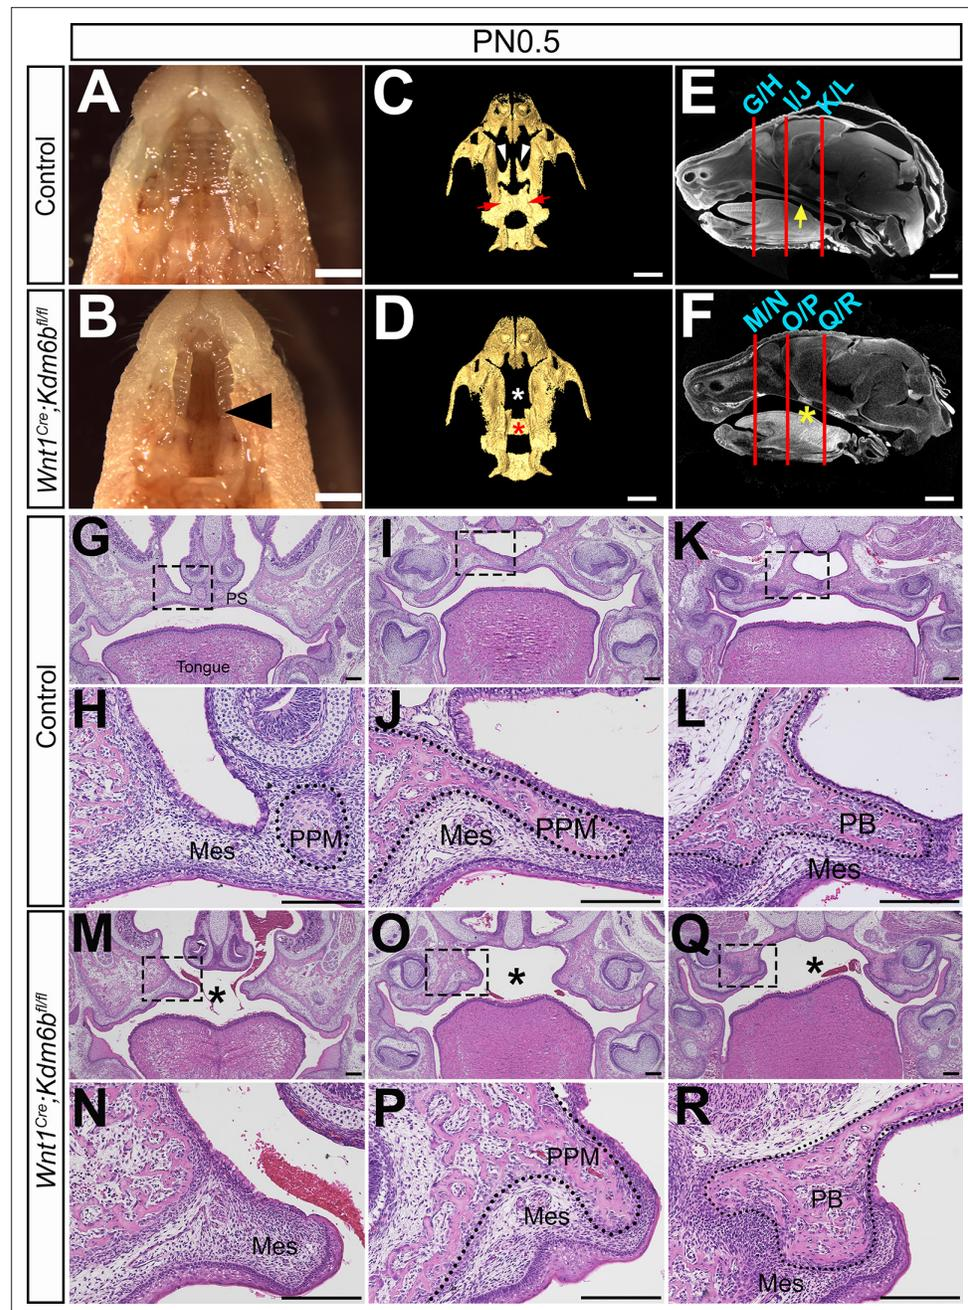 PN0.5
Control
A
C
E
G/H
I/J
K/L
Wnt1Cre;Kdm6bfl/fl
B
D
*
*
F
M/N
O/P
Q/R
*
Control
G
PS
Tongue
I
K
H
Mes
PPM
J
Mes
PPM
L
PB
Mes
Wnt1Cre;Kdm6bfl/fl
M
*
O
*
Q
*
N
Mes
P
PPM
Mes
R
PB
Mes